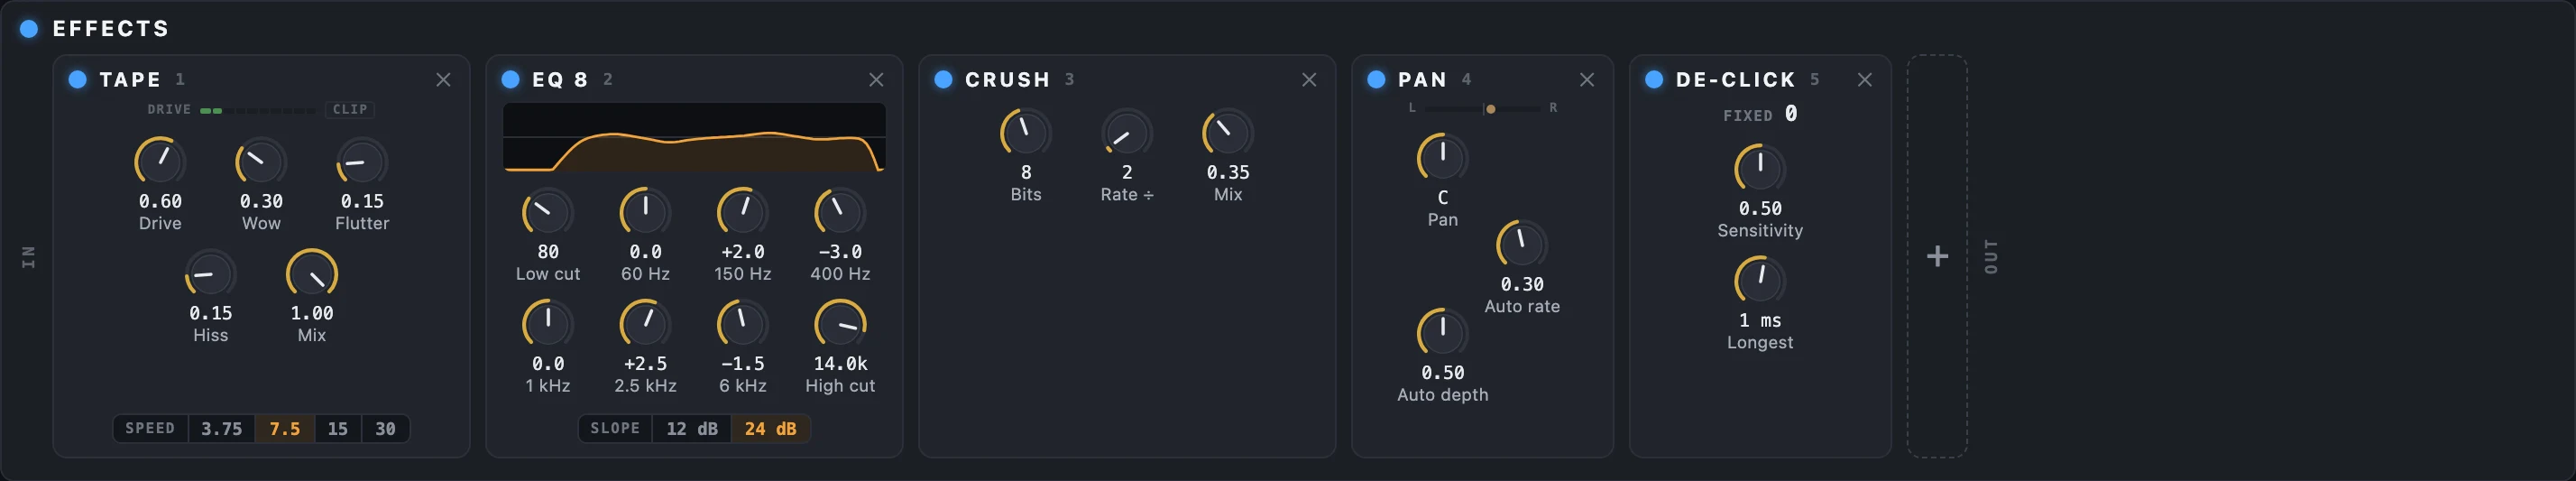 EFFECTS
TAPE 1
DRIVE CLIP
0.60 0.30 0.15
Drive Wow Flutter
0.15 1.00
Hiss Mix
SPEED 3.75 7.5 15 30
EQ 8 2
80 0.0 +2.0 −3.0
Low cut 60 Hz 150 Hz 400 Hz
0.0 +2.5 −1.5 14.0k
1 kHz 2.5 kHz 6 kHz High cut
SLOPE 12 dB 24 dB
CRUSH 3
8 2 0.35
Bits Rate ÷ Mix
PAN 4
L R
C
Pan
0.30
Auto rate
0.50
Auto depth
DE-CLICK 5
FIXED 0
0.50
Sensitivity
1 ms
Longest
+
IN
OUT